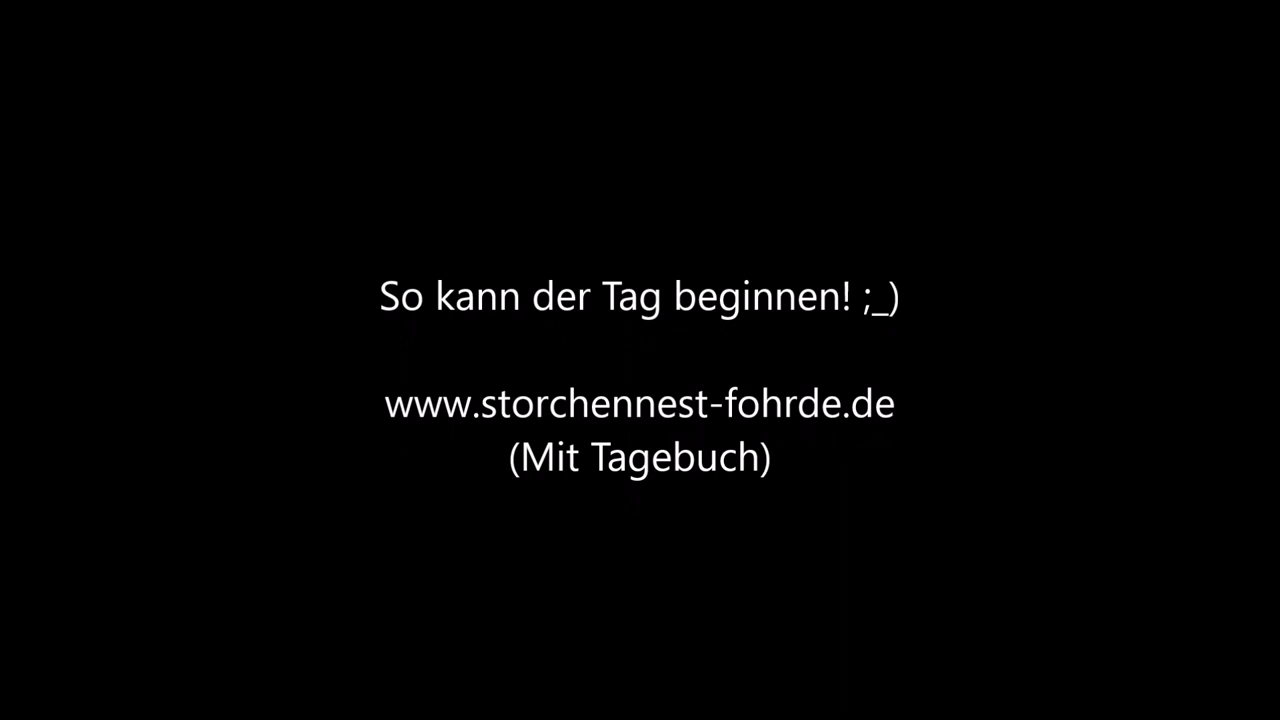 So kann der Tag beginnen! ;_)
www.storchennest-fohrde.de
(Mit Tagebuch)